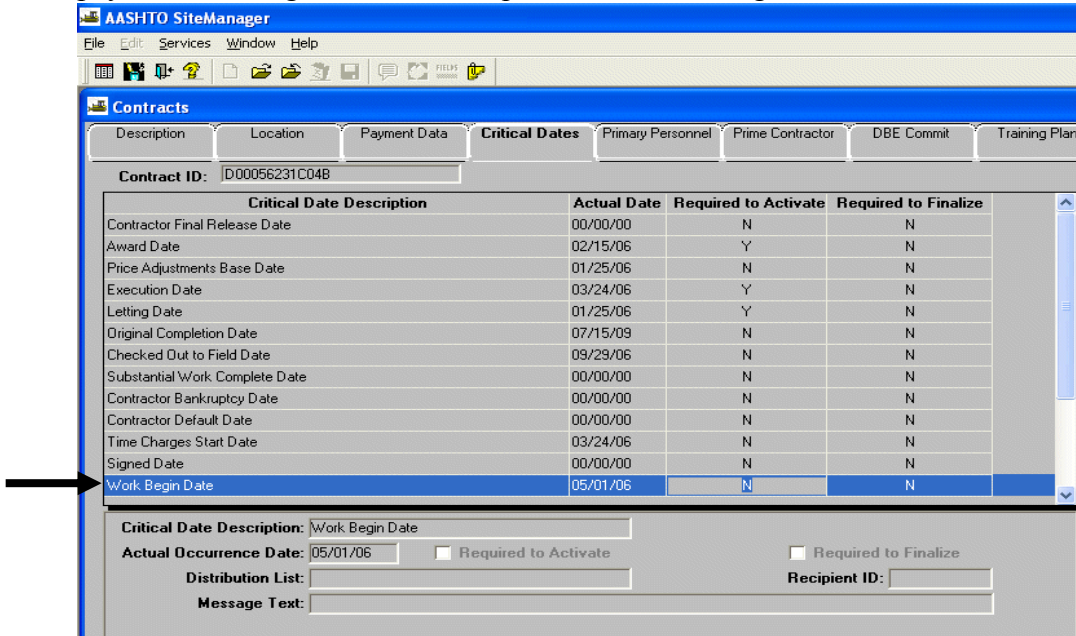 AASHTO SiteManager
File Edit Services Window Help
FIELDS
Contracts
Description Location Payment Data Critical Dates Primary Personnel Prime Contractor DBE Commit Training Plan
Contract ID: D00056231C04B
Critical Date Description Actual Date Required to Activate Required to Finalize
Contractor Final Release Date 00/00/00 N N
Award Date 02/15/06 Y N
Price Adjustments Base Date 01/25/06 N N
Execution Date 03/24/06 Y N
Letting Date 01/25/06 Y N
Original Completion Date 07/15/09 N N
Checked Out to Field Date 09/29/06 N N
Substantial Work Complete Date 00/00/00 N N
Contractor Bankruptcy Date 00/00/00 N N
Contractor Default Date 00/00/00 N N
Time Charges Start Date 03/24/06 N N
Signed Date 00/00/00 N N
Work Begin Date 05/01/06 N N
Critical Date Description: Work Begin Date
Actual Occurrence Date: 05/01/06 Required to Activate Required to Finalize
Distribution List: Recipient ID:
Message Text: